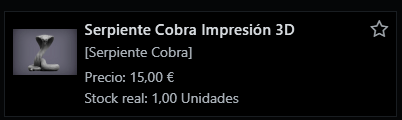 Serpiente Cobra Impresión 3D
[Serpiente Cobra]
Precio: 15,00 €
Stock real: 1,00 Unidades